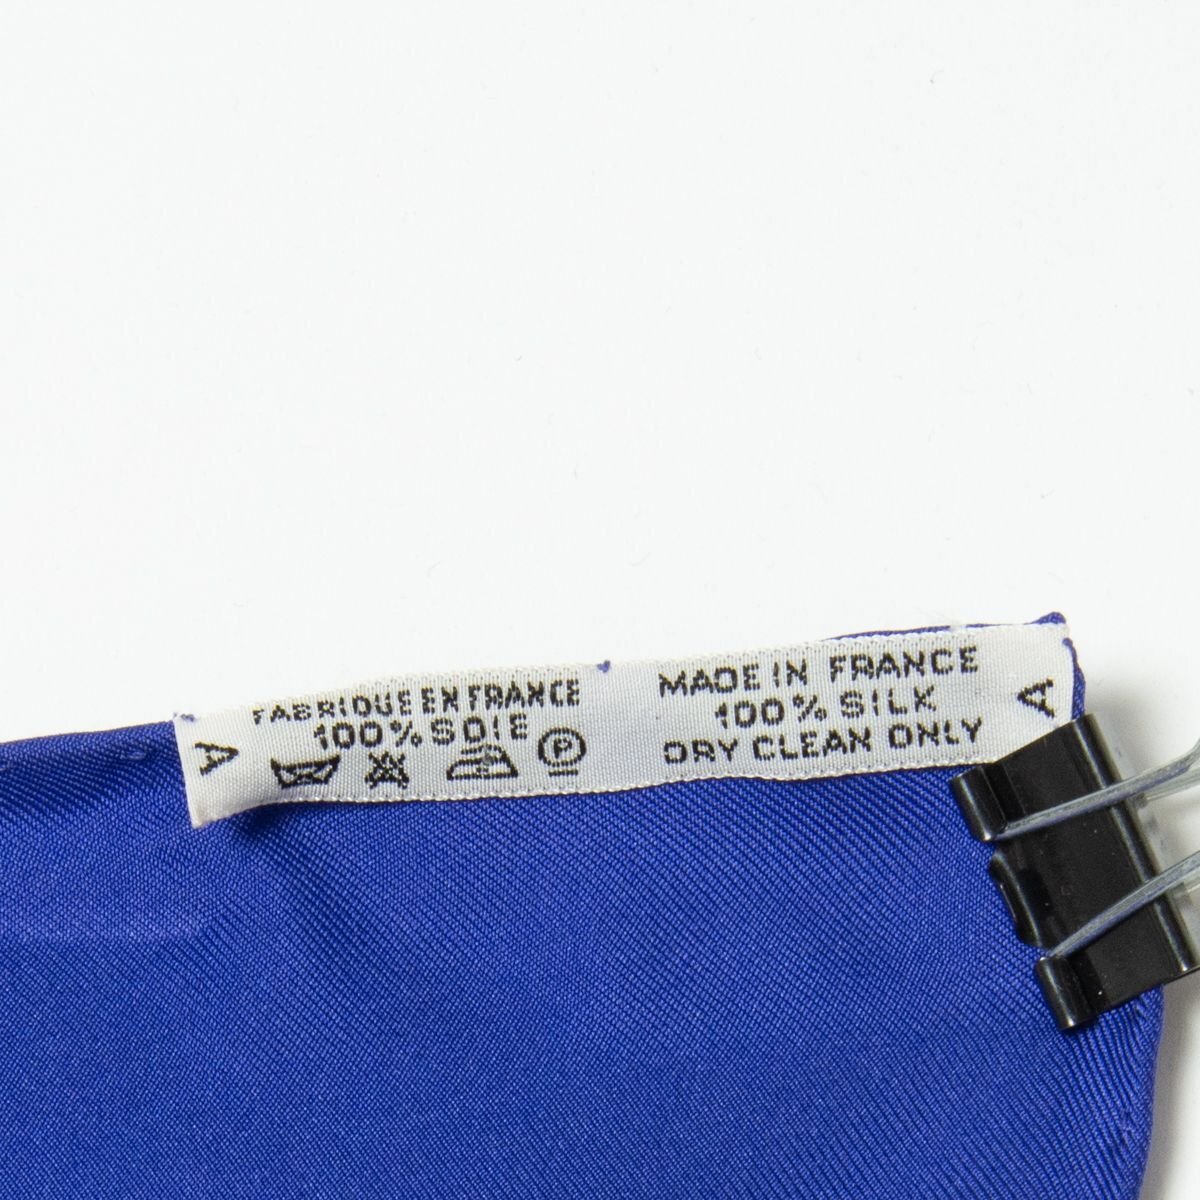 A
FABRIQUE EN FRANCE
100% SOIE
P
MADE IN FRANCE
100% SILK
DRY CLEAN ONLY
A